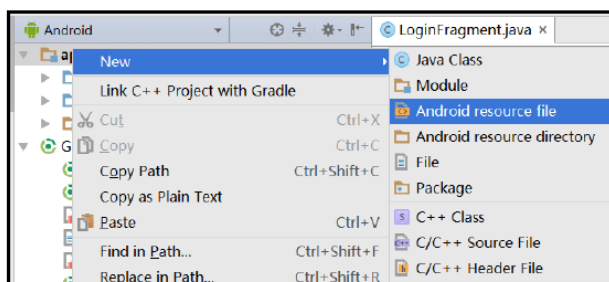 Android
LoginFragment.java ×
ap
New
Java Class
Link C++ Project with Gradle
Module
Cut Ctrl+X
Android resource file
Copy Ctrl+C
Android resource directory
G
Copy Path Ctrl+Shift+C
File
Copy as Plain Text
Package
Paste Ctrl+V
C++ Class
Find in Path... Ctrl+Shift+F
C/C++ Source File
Replace in Path... Ctrl+Shift+R
C/C++ Header File